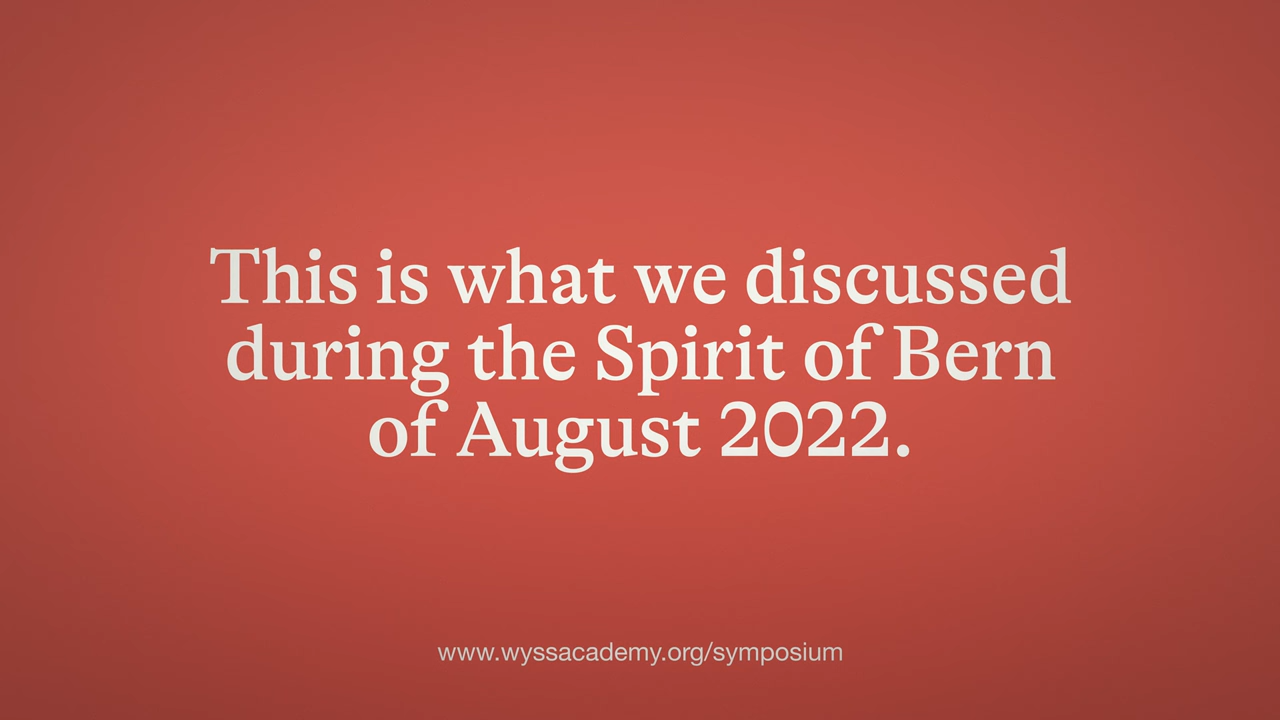 This is what we discussed
during the Spirit of Bern
of August 2022.
www.wyssacademy.org/symposium